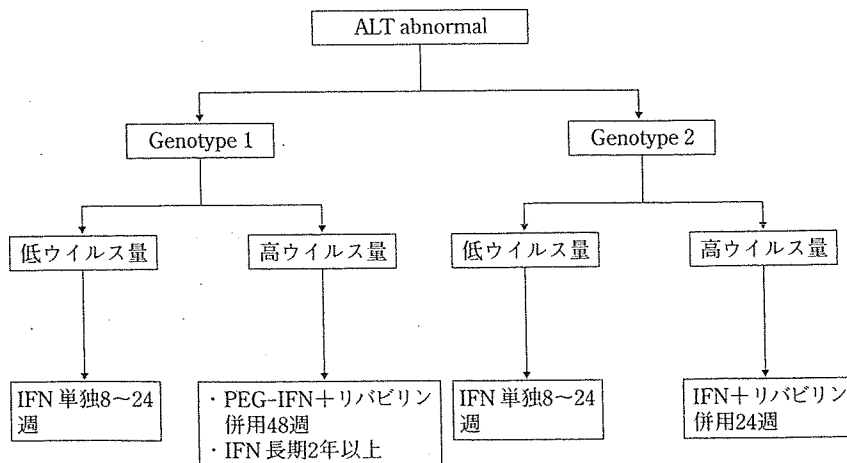 ALT abnormal
Genotype 1
Genotype 2
低ウイルス量
高ウイルス量
低ウイルス量
高ウイルス量
IFN 単独8〜24
週
・PEG-IFN＋リバビリン
併用48週
・IFN 長期2年以上
IFN 単独8〜24
週
IFN＋リバビリン
併用24週